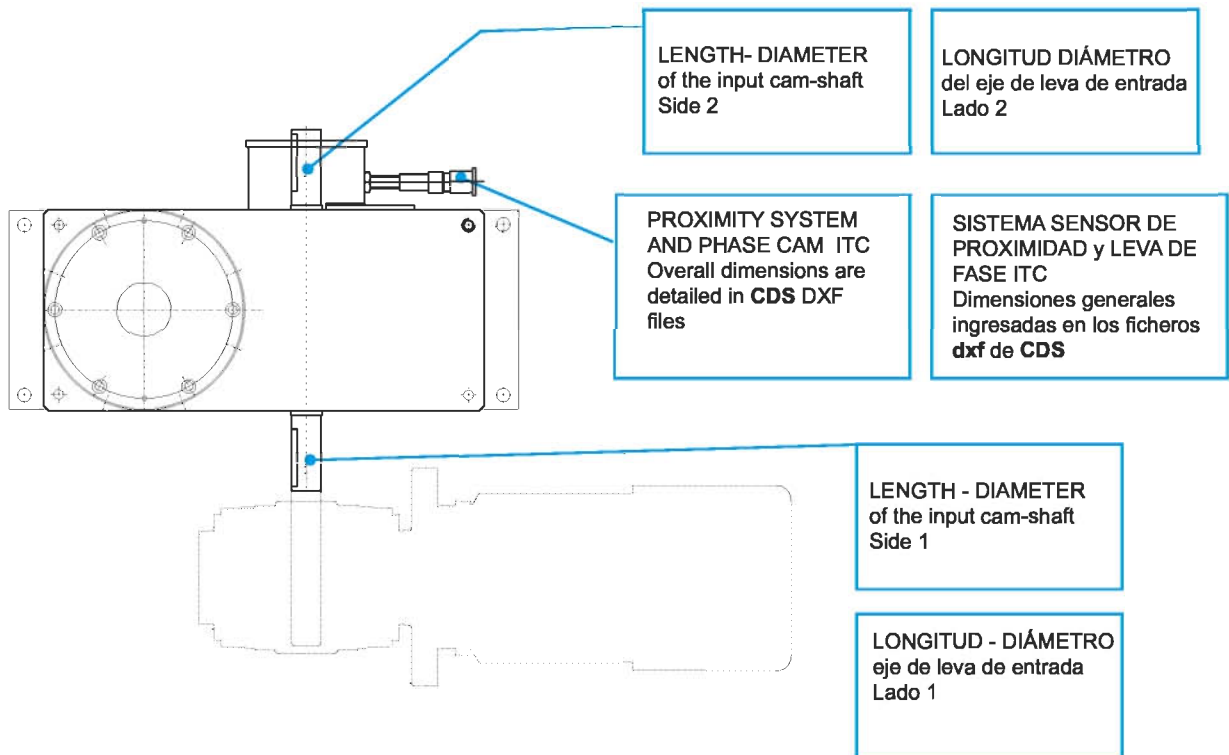 LENGTH- DIAMETER
of the input cam-shaft
Side 2
LONGITUD DIÁMETRO
del eje de leva de entrada
Lado 2
PROXIMITY SYSTEM
AND PHASE CAM ITC
Overall dimensions are
detailed in CDS DXF
files
SISTEMA SENSOR DE
PROXIMIDAD y LEVA DE
FASE ITC
Dimensiones generales
ingresadas en los ficheros
dxf de CDS
LENGTH - DIAMETER
of the input cam-shaft
Side 1
LONGITUD - DIÁMETRO
eje de leva de entrada
Lado 1